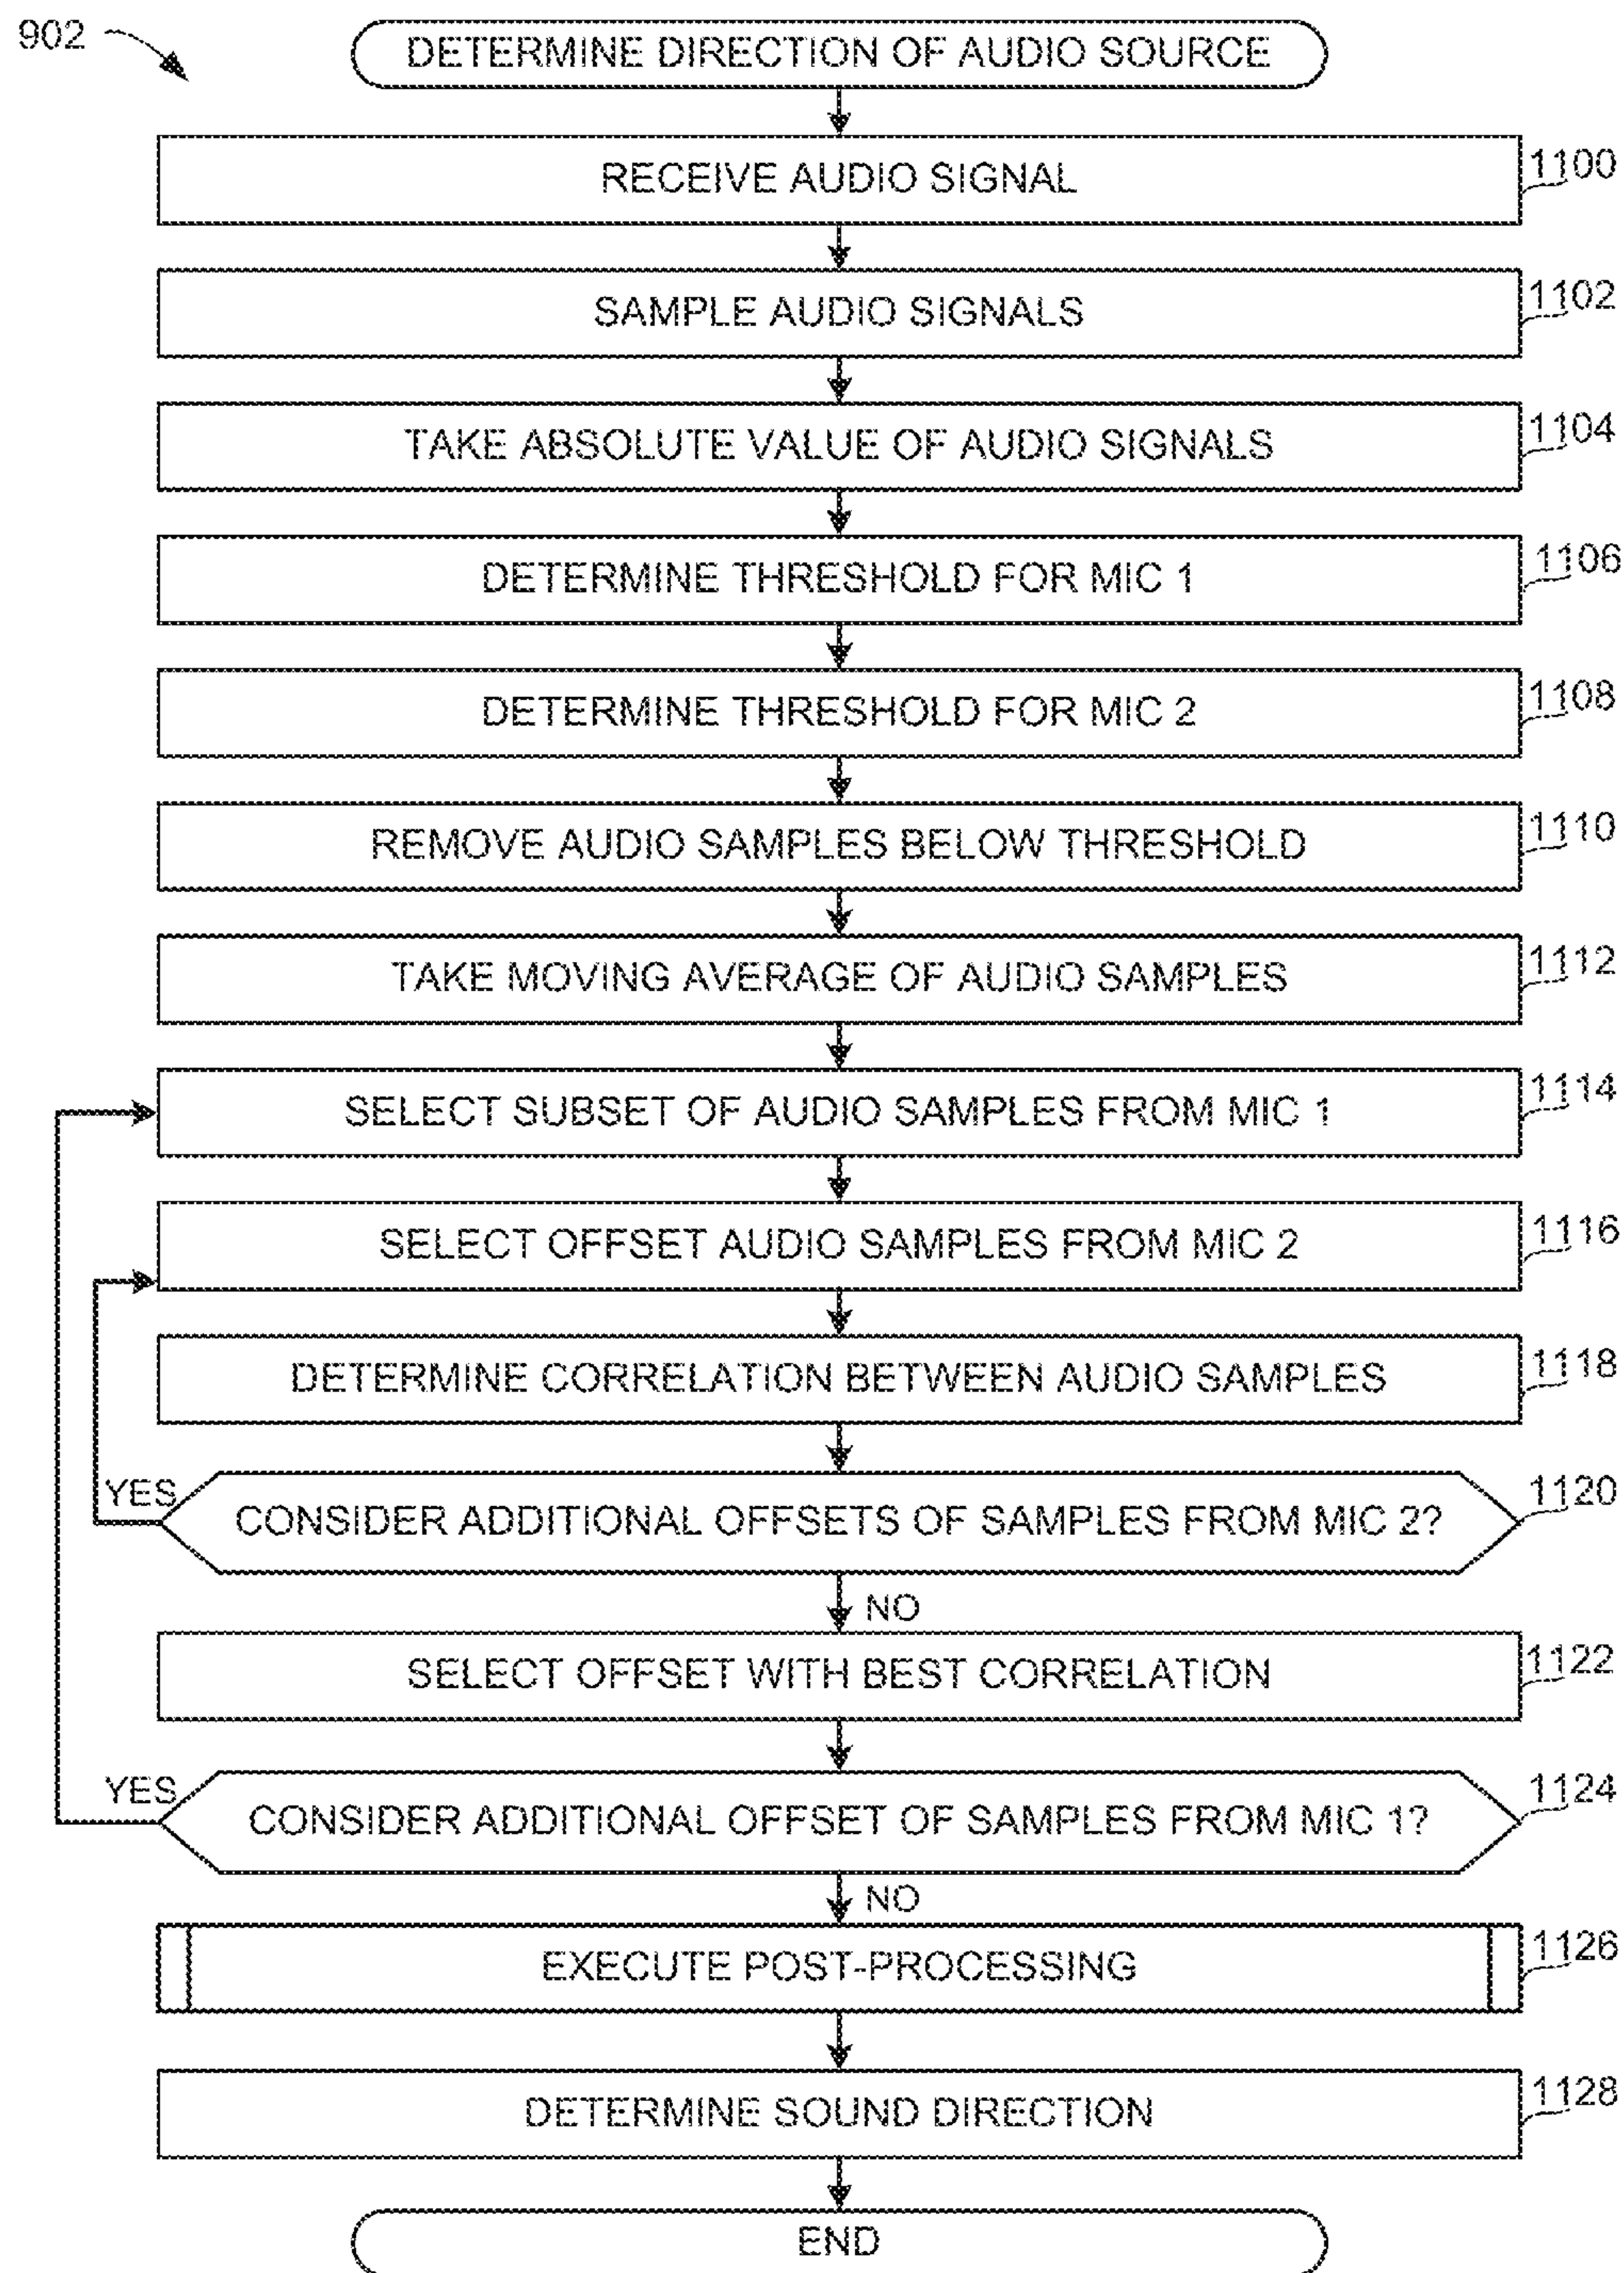 902
DETERMINE DIRECTION OF AUDIO SOURCE
RECEIVE AUDIO SIGNAL
1100
SAMPLE AUDIO SIGNALS
1102
TAKE ABSOLUTE VALUE OF AUDIO SIGNALS
1104
DETERMINE THRESHOLD FOR MIC 1
1106
DETERMINE THRESHOLD FOR MIC 2
1108
REMOVE AUDIO SAMPLES BELOW THRESHOLD
1110
TAKE MOVING AVERAGE OF AUDIO SAMPLES
1112
SELECT SUBSET OF AUDIO SAMPLES FROM MIC 1
1114
SELECT OFFSET AUDIO SAMPLES FROM MIC 2
1116
DETERMINE CORRELATION BETWEEN AUDIO SAMPLES
1118
YES
CONSIDER ADDITIONAL OFFSETS OF SAMPLES FROM MIC 2?
1120
NO
SELECT OFFSET WITH BEST CORRELATION
1122
YES
CONSIDER ADDITIONAL OFFSET OF SAMPLES FROM MIC 1?
1124
NO
EXECUTE POST-PROCESSING
1126
DETERMINE SOUND DIRECTION
1128
END